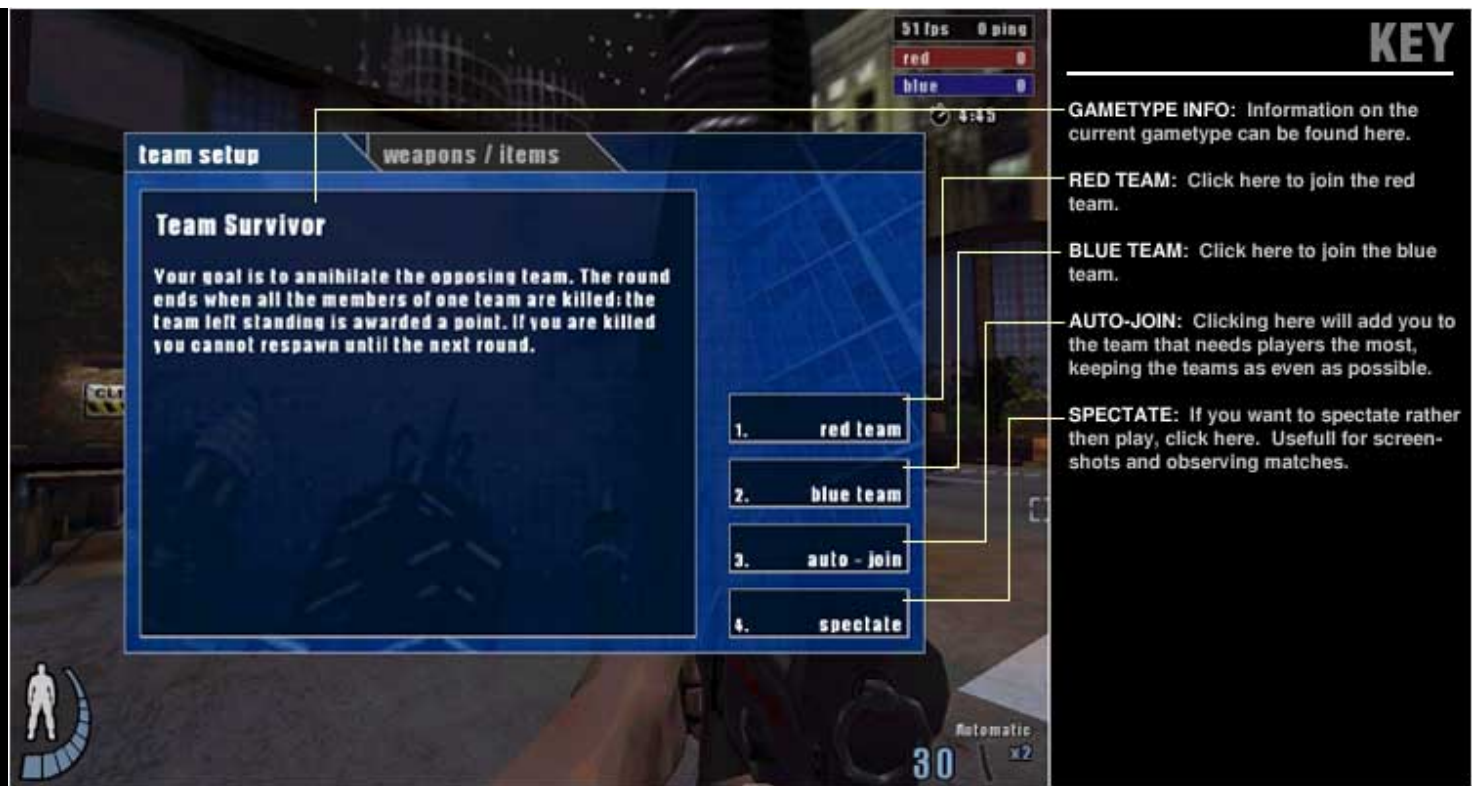 51 fps 0 ping
red 0
blue 0
4:45
team setup
weapons / items
Team Survivor
Your goal is to annihilate the opposing team. The round
ends when all the members of one team are killed; the
team left standing is awarded a point. If you are killed
you cannot respawn until the next round.
1. red team
2. blue team
3. auto - join
4. spectate
Automatic
30
x2
KEY
GAMETYPE INFO: Information on the
current gametype can be found here.
RED TEAM: Click here to join the red
team.
BLUE TEAM: Click here to join the blue
team.
AUTO-JOIN: Clicking here will add you to
the team that needs players the most,
keeping the teams as even as possible.
SPECTATE: If you want to spectate rather
then play, click here. Usefull for screen-
shots and observing matches.